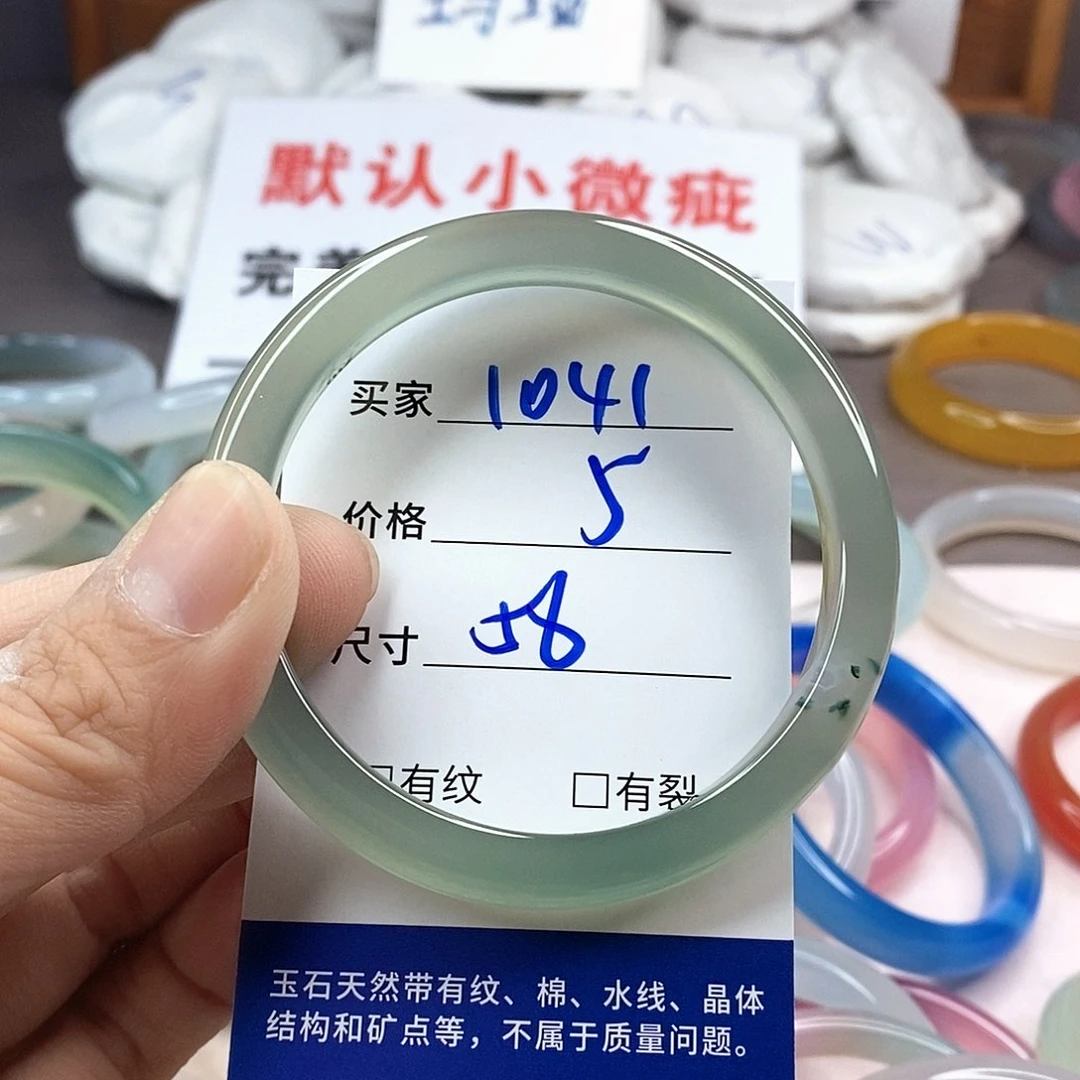 默认小微疵
完美
买家 1041
价格 5
尺寸 58
□有纹 □有裂
玉石天然带有纹、棉、水线、晶体
结构和矿点等，不属于质量问题。